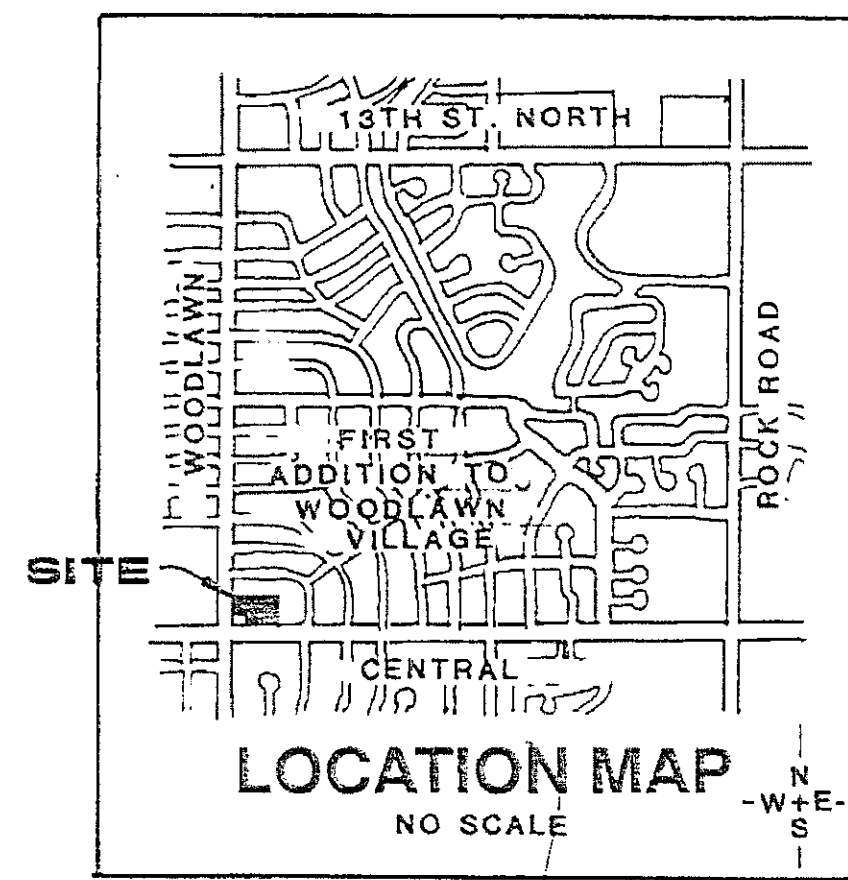 13TH ST. NORTH
WOODLAWN
ROCK ROAD
FIRST
ADDITION TO
WOODLAWN
VILLAGE
SITE
CENTRAL
LOCATION MAP
NO SCALE
N
-W+E-
S